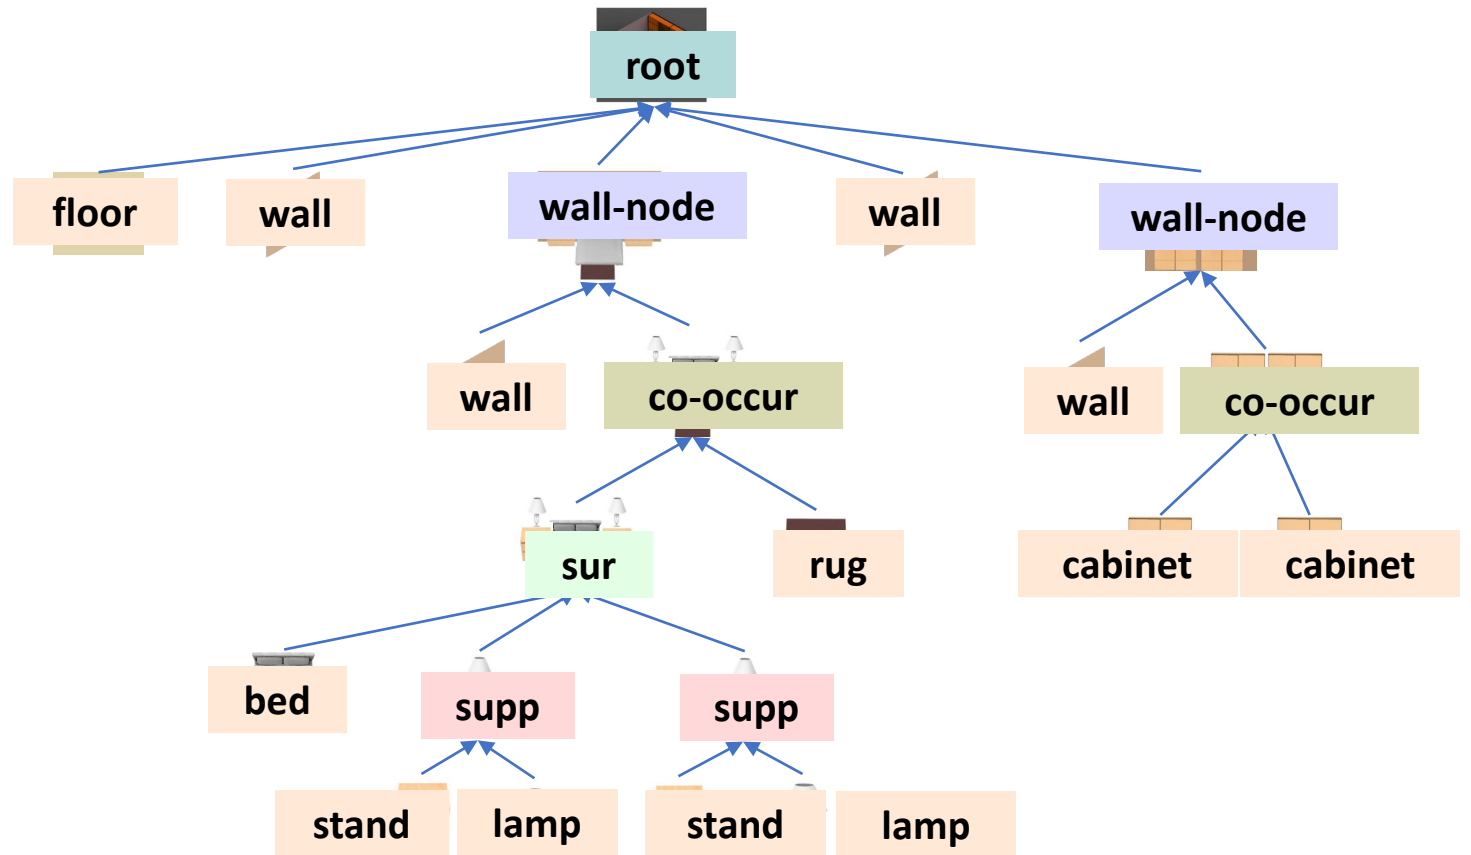 root
floor
wall
wall-node
wall
wall-node
wall
co-occur
wall
co-occur
sur
rug
cabinet
cabinet
bed
supp
supp
stand
lamp
stand
lamp